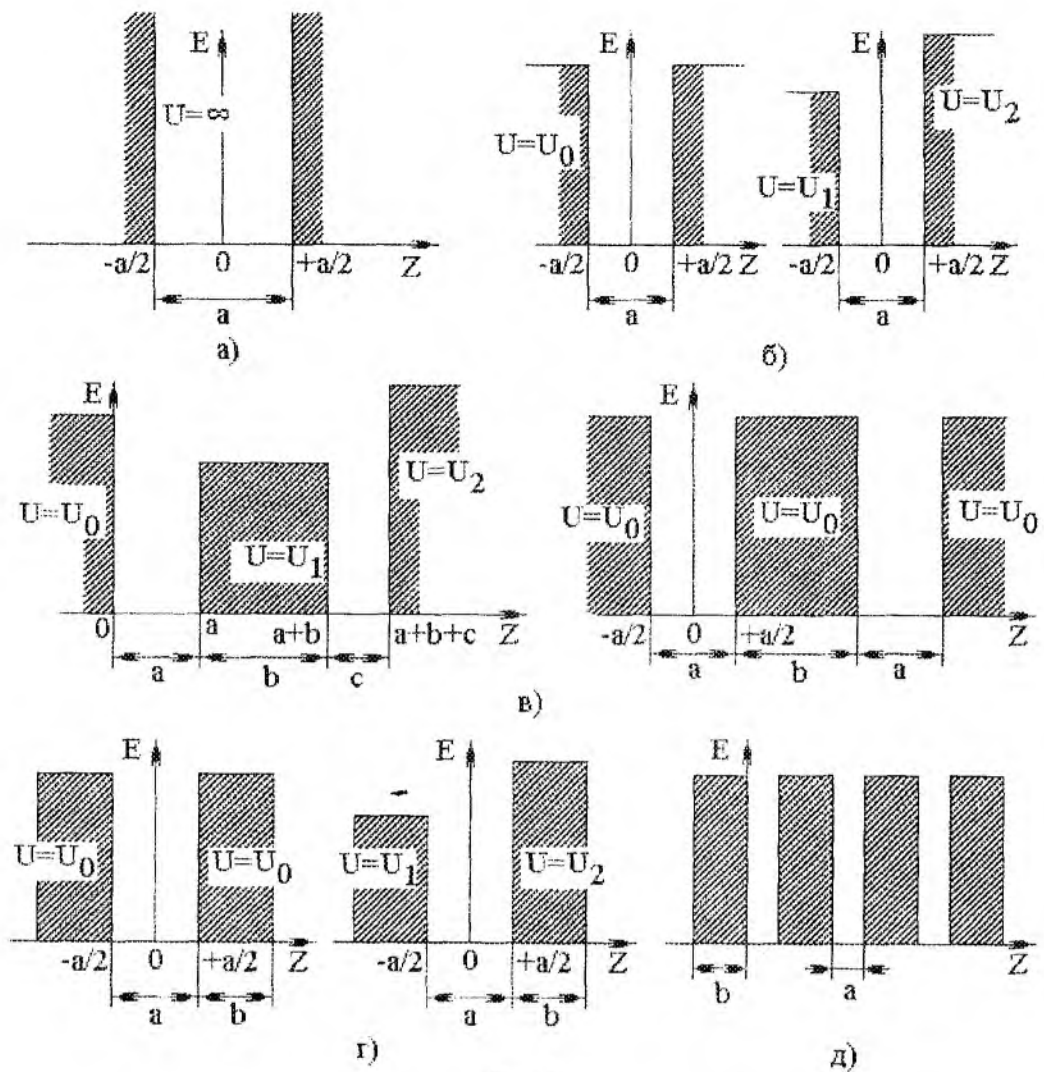 E E E
U= ∞ U=U₀ U=U₂
U=U₁
-a/2 0 +a/2 Z -a/2 0 +a/2 Z -a/2 0 +a/2 Z
a a a
а) б)
E E
U=U₀ U=U₁ U=U₂ U=U₀ U=U₀ U=U₀
0 a a+b a+b+c Z -a/2 0 +a/2 Z
a b c a b a
в)
E E E
U=U₀ U=U₀ U=U₁ U=U₂
-a/2 0 +a/2 Z -a/2 0 +a/2 Z Z
a b a b b a
г) д)